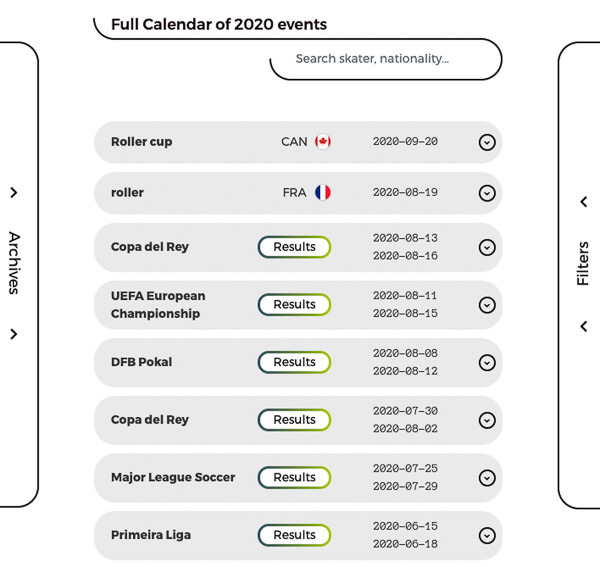 Full Calendar of 2020 events
Search skater, nationality...
Archives
Filters
Roller cup CAN 2020-09-20
roller FRA 2020-08-19
Copa del Rey Results 2020-08-13
2020-08-16
UEFA European
Championship Results 2020-08-11
2020-08-15
DFB Pokal Results 2020-08-08
2020-08-12
Copa del Rey Results 2020-07-30
2020-08-02
Major League Soccer Results 2020-07-25
2020-07-29
Primeira Liga Results 2020-06-15
2020-06-18